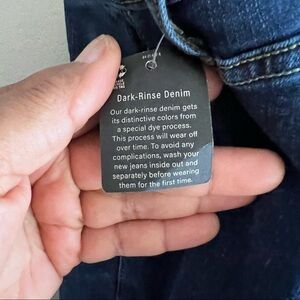 Dark-Rinse Denim
Our dark-rinse denim gets
its distinctive colors from
a special dye process.
This process will wear off
over time. To avoid any
complications, wash your
new jeans inside out and
separately before wearing
them for the first time.